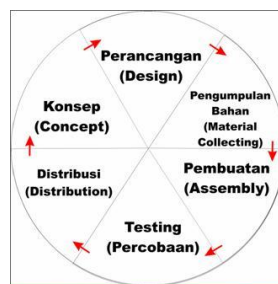 Perancangan
(Design)
Pengumpulan
Bahan
(Material
Collecting)
Pembuatan
(Assembly)
Testing
(Percobaan)
Distribusi
(Distribution)
Konsep
(Concept)